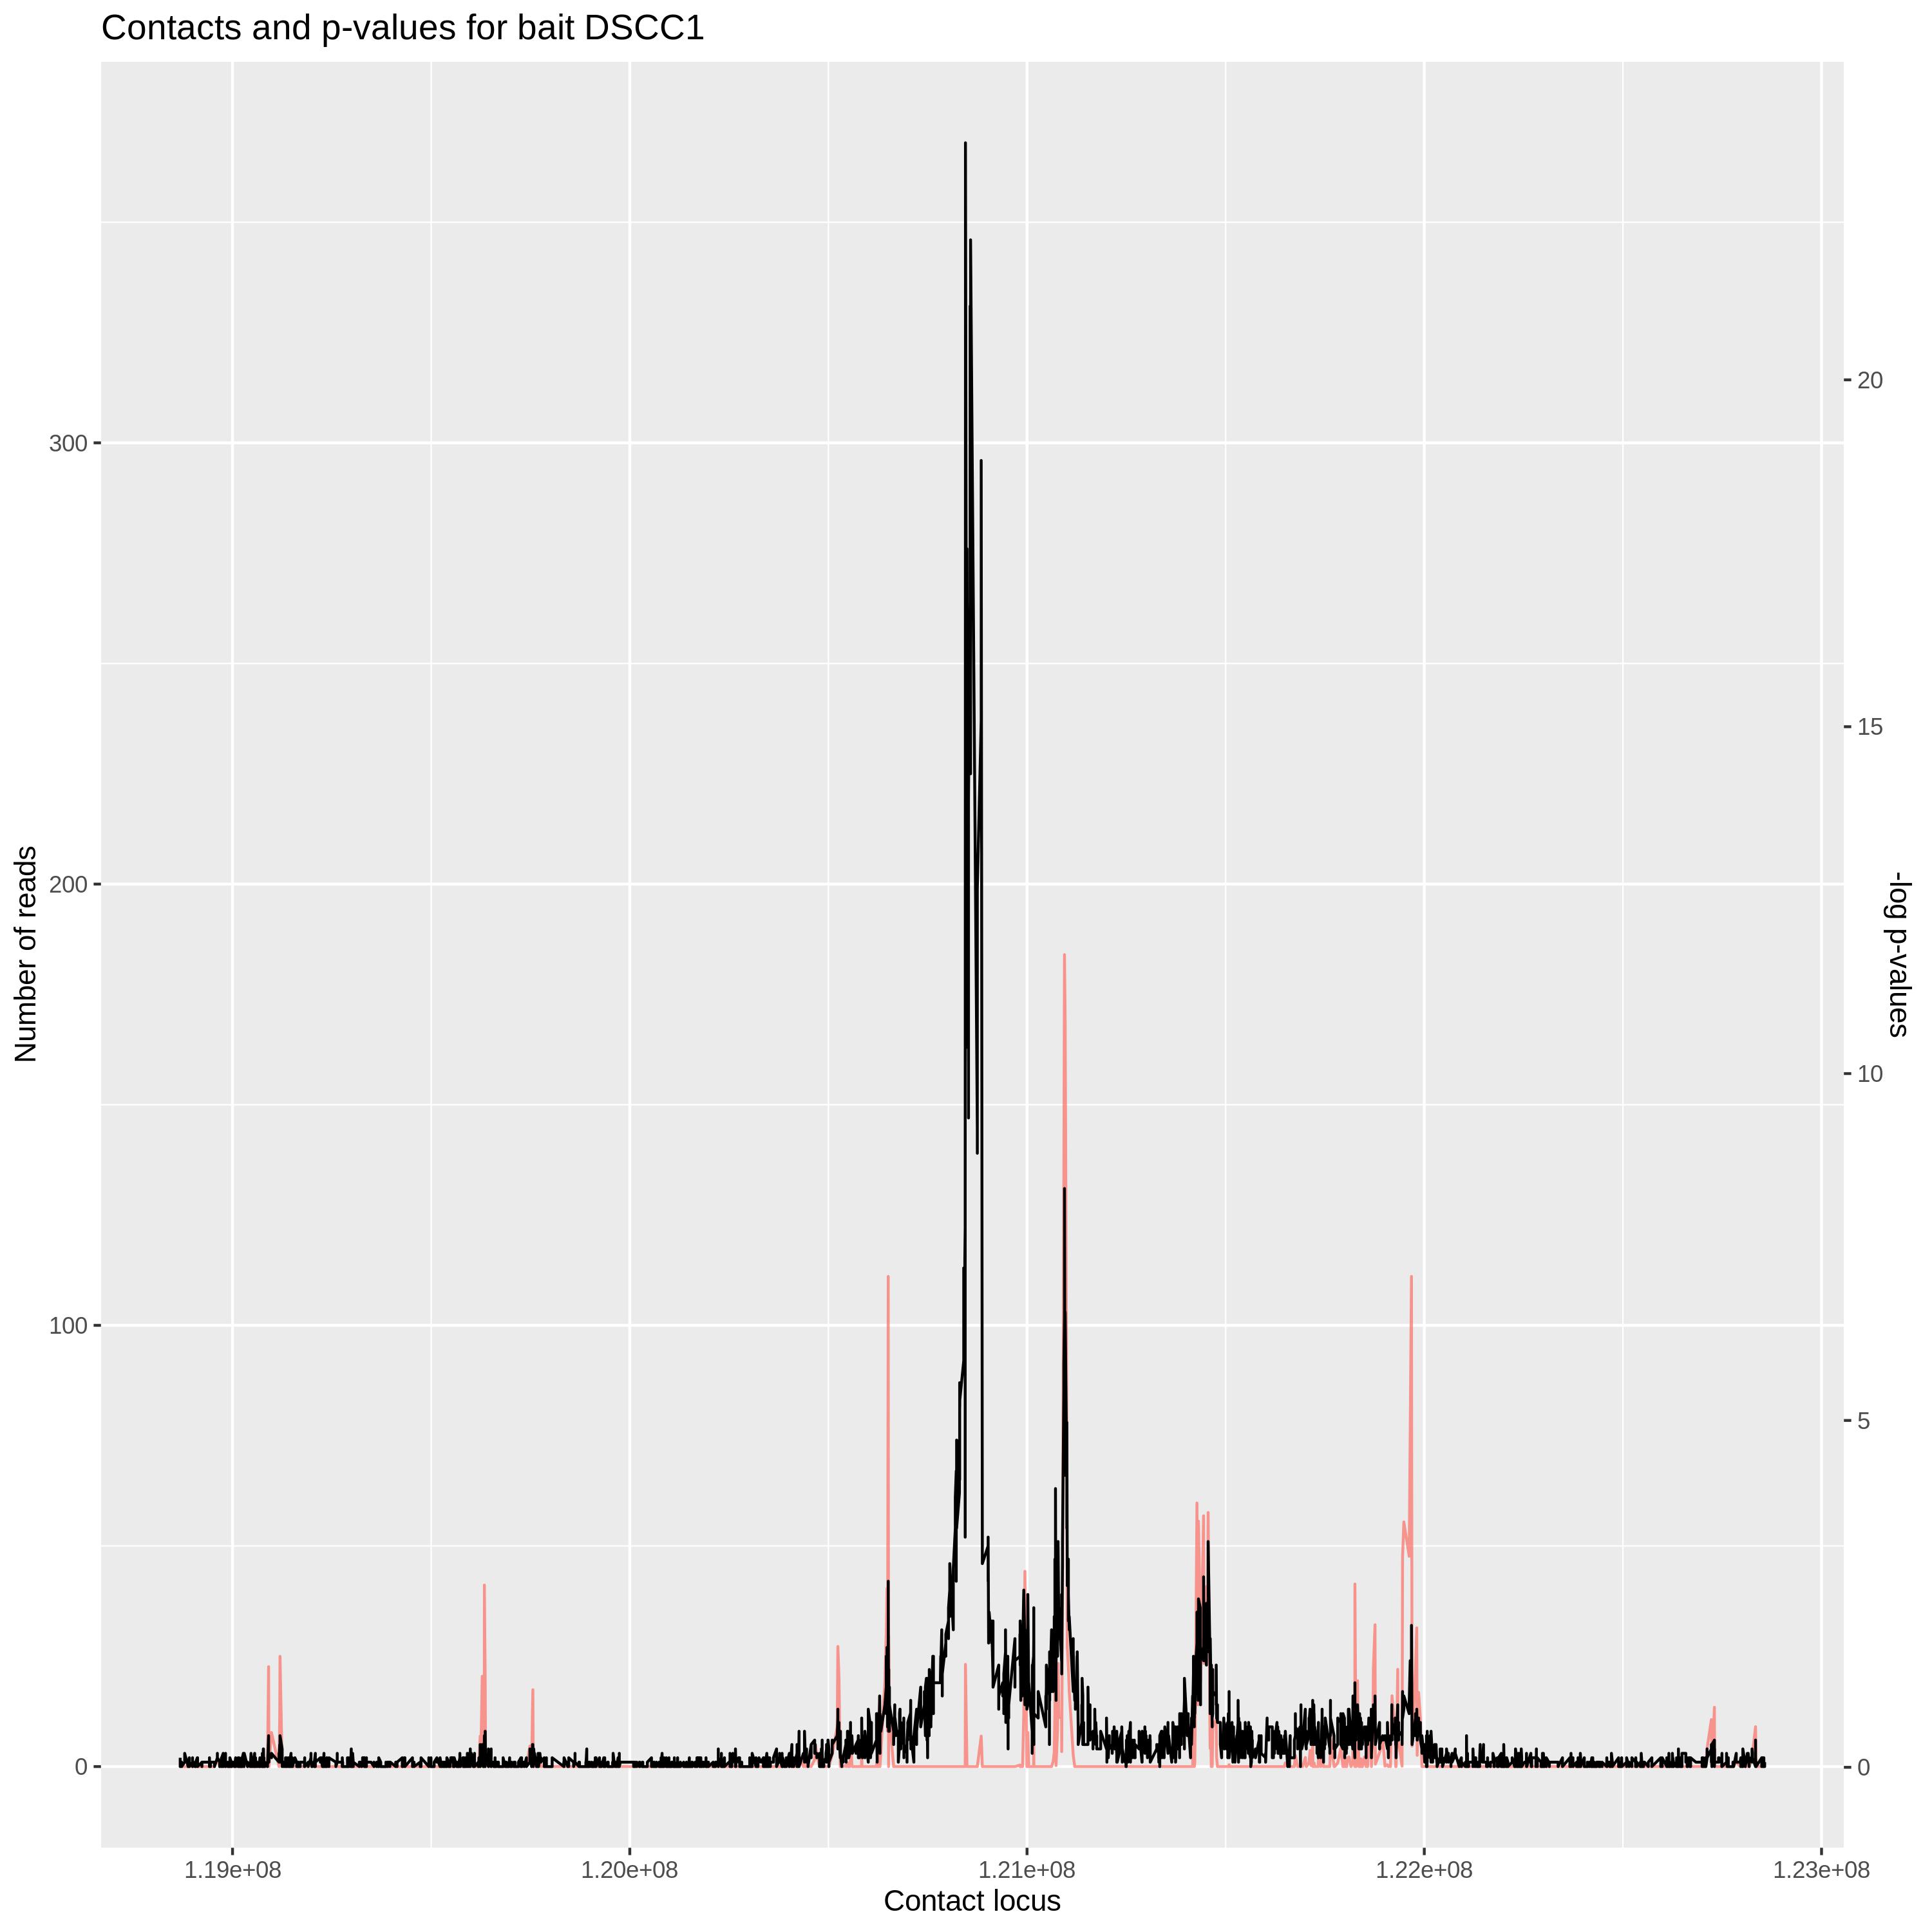 Contacts and p-values for bait DSCC1
Number of reads
300
200
100
0
20
15
10
5
0
-log p-values
1.19e+08
1.20e+08
1.21e+08
1.22e+08
1.23e+08
Contact locus